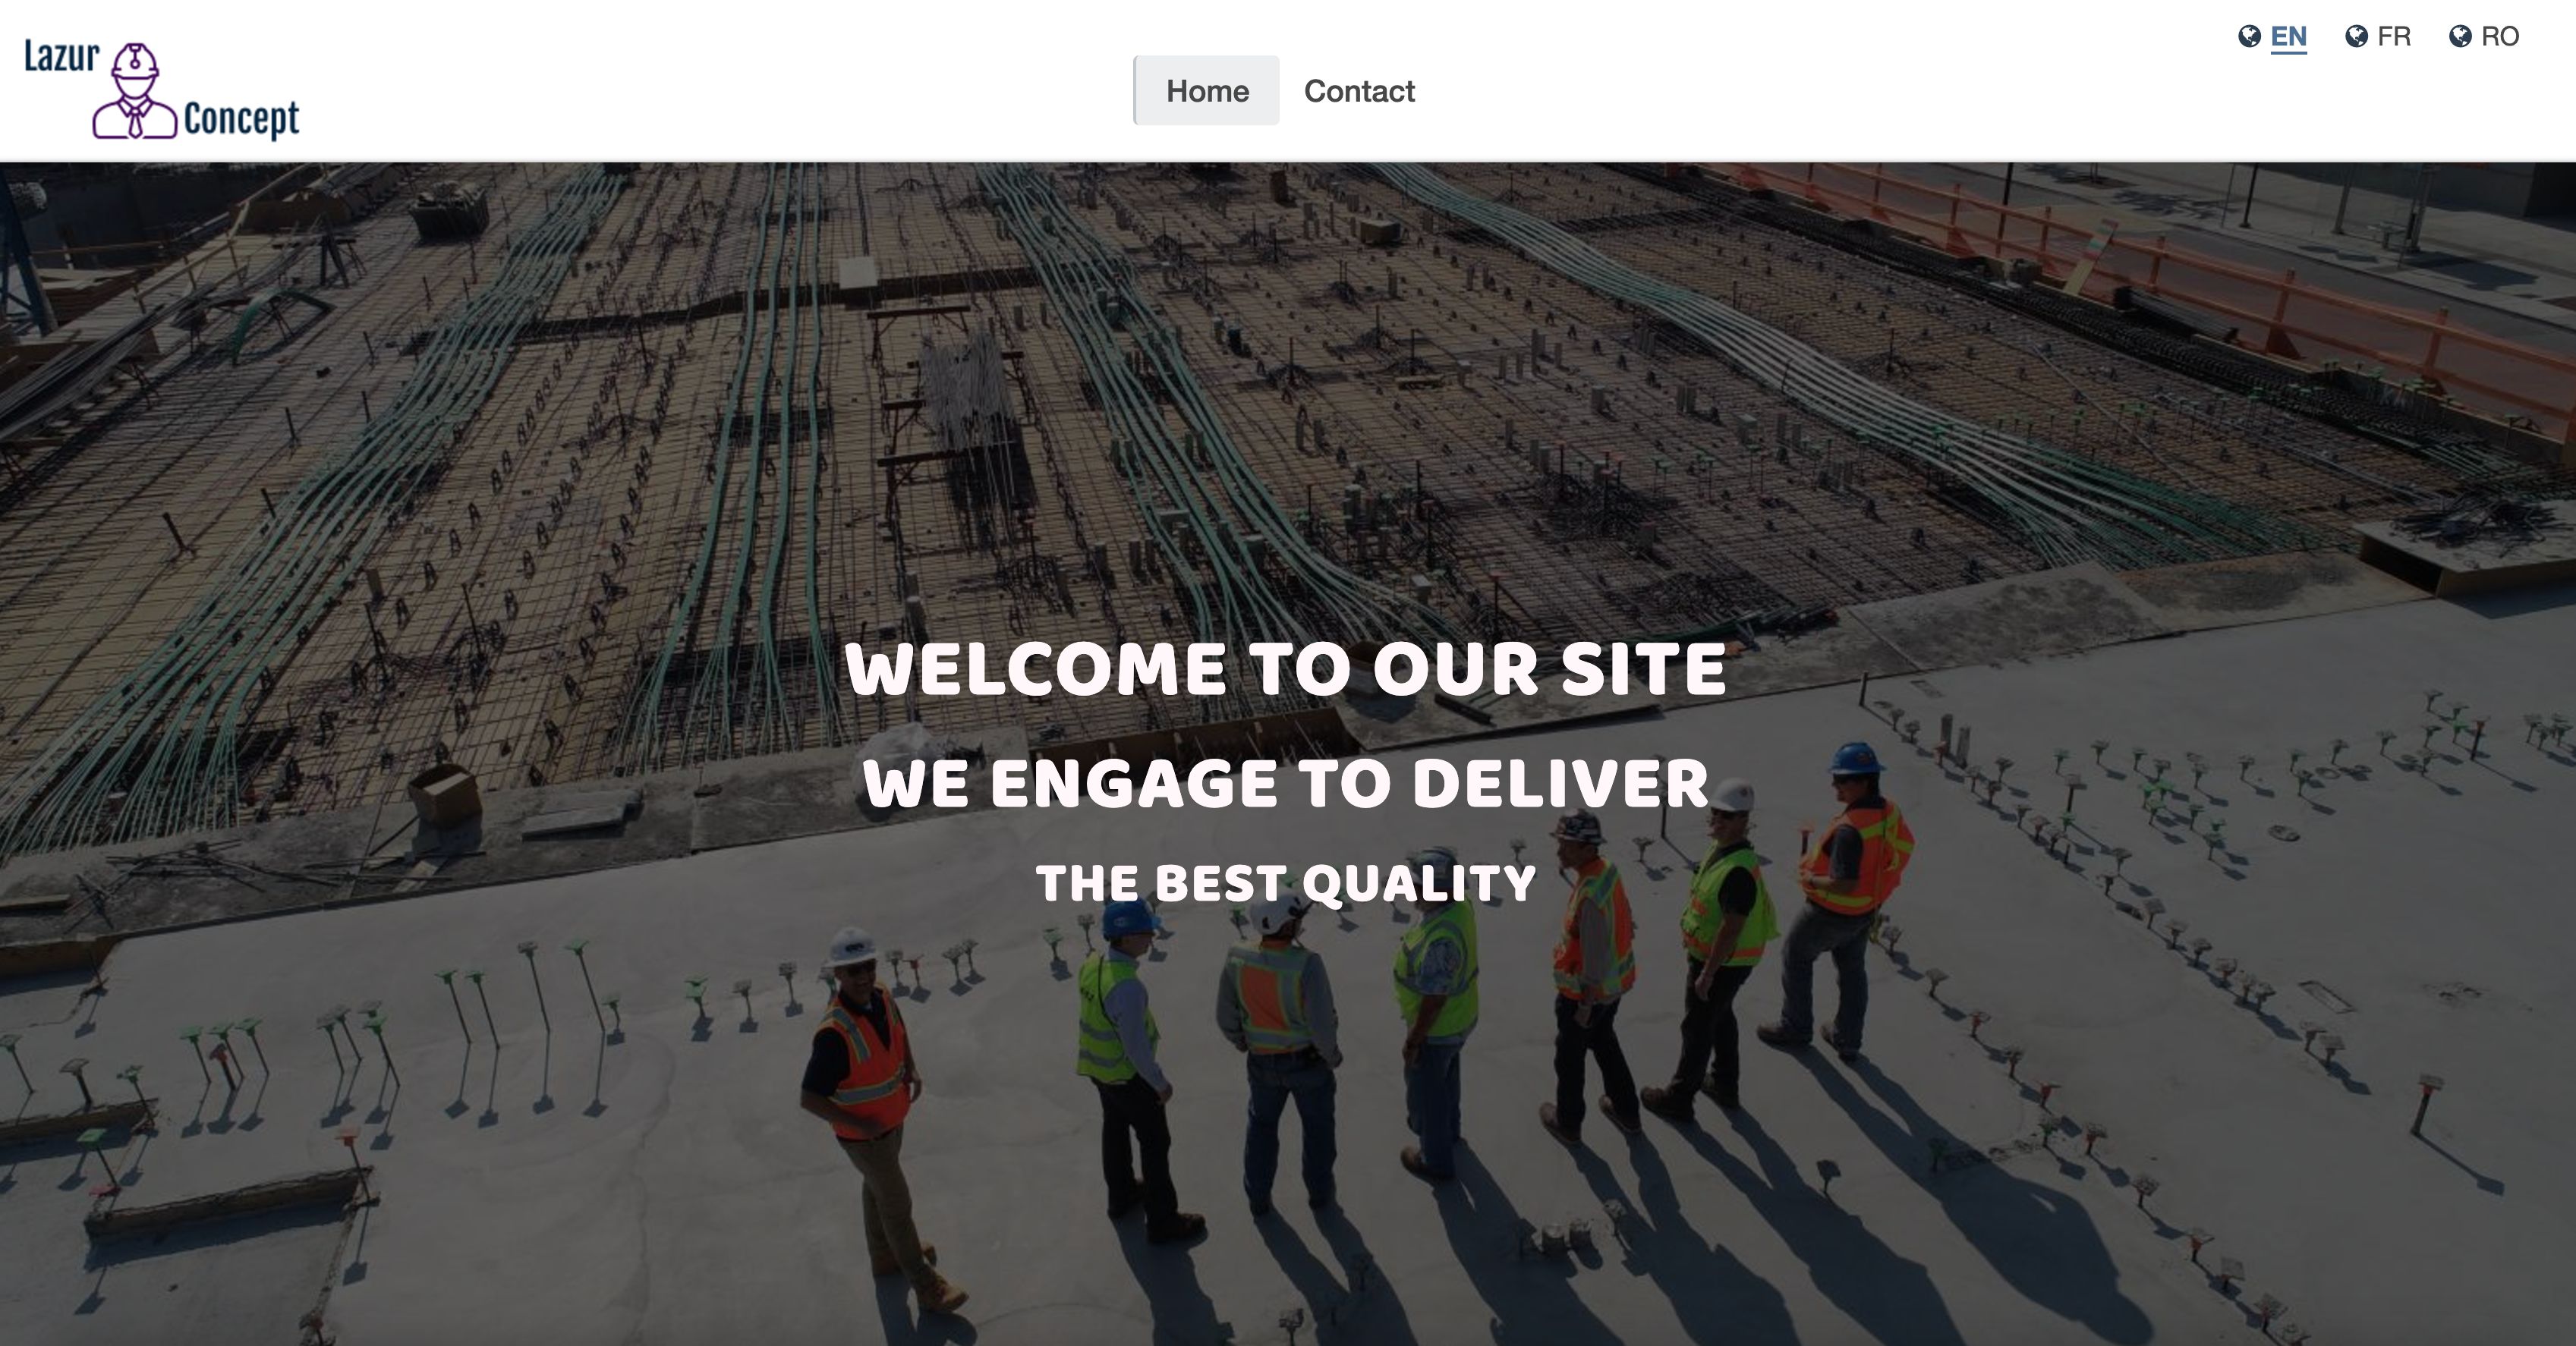 Lazur
Concept
Home
Contact
EN
FR
RO
WELCOME TO OUR SITE
WE ENGAGE TO DELIVER
THE BEST QUALITY